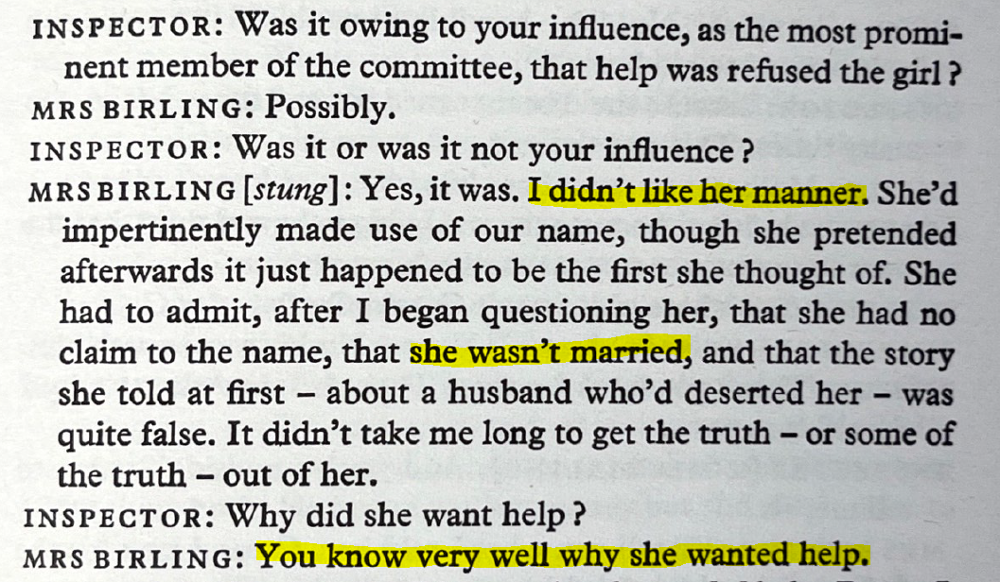 INSPECTOR: Was it owing to your influence, as the most promi-
nent member of the committee, that help was refused the girl?
MRS BIRLING: Possibly.
INSPECTOR: Was it or was it not your influence?
MRS BIRLING [stung]: Yes, it was. I didn't like her manner. She'd
impertinently made use of our name, though she pretended
afterwards it just happened to be the first she thought of. She
had to admit, after I began questioning her, that she had no
claim to the name, that she wasn't married, and that the story
she told at first – about a husband who'd deserted her – was
quite false. It didn't take me long to get the truth – or some of
the truth – out of her.
INSPECTOR: Why did she want help?
MRS BIRLING: You know very well why she wanted help.